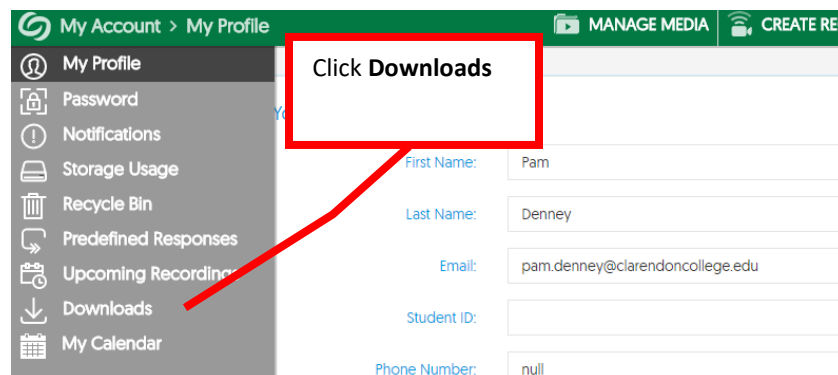 My Account > My Profile
MANAGE MEDIA
CREATE RE
My Profile
Password
Notifications
Storage Usage
Recycle Bin
Predefined Responses
Upcoming Recordings
Downloads
My Calendar
Click Downloads
First Name:
Pam
Last Name:
Denney
Email:
pam.denney@clarendoncollege.edu
Student ID:
Phone Number:
null